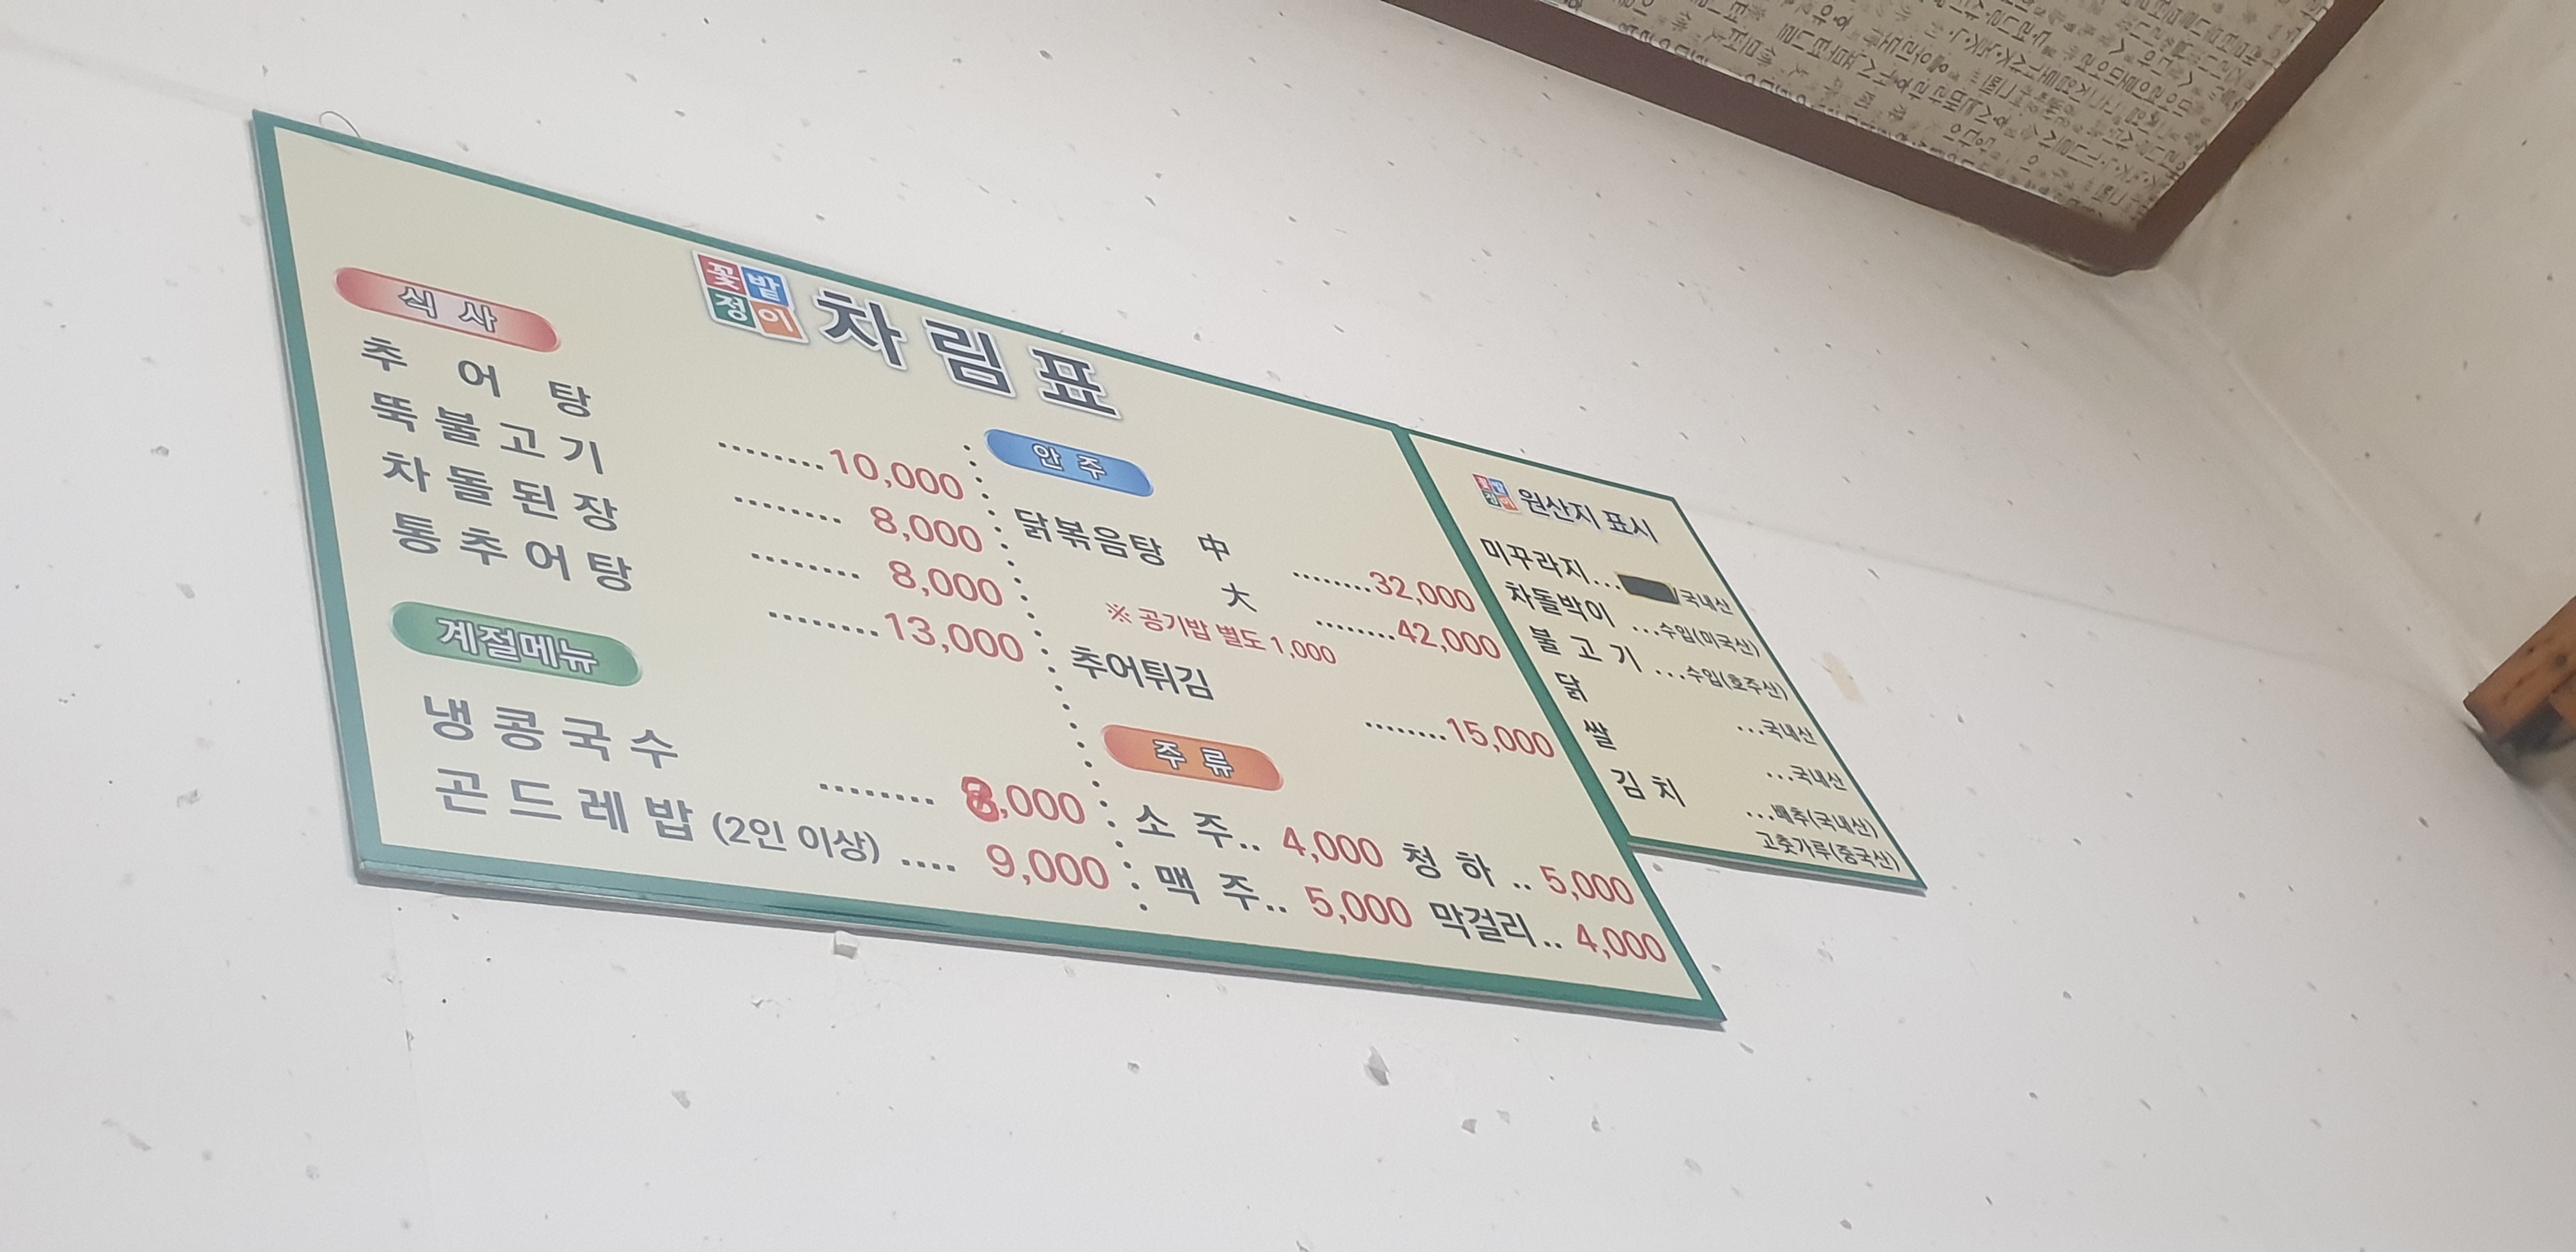 꽃밭정이 차림표
식사
추어탕 ........10,000
뚝불고기 ........ 8,000
차돌된장 ........ 8,000
통추어탕 ........13,000
계절메뉴
냉콩국수 ........ 8,000
곤드레밥 (2인 이상) .... 9,000
안주
닭볶음탕 中 ........32,000
大 ........42,000
※ 공기밥 별도 1,000
추어튀김 ........15,000
주류
소주.. 4,000 청하.. 5,000
맥주.. 5,000 막걸리.. 4,000
꽃밭정이 원산지 표시
미꾸라지... 국내산
차돌박이 ...수입(미국산)
불고기 ...수입(호주산)
닭 ...국내산
쌀 ...국내산
김치 ...배추(국내산)
고춧가루(중국산)